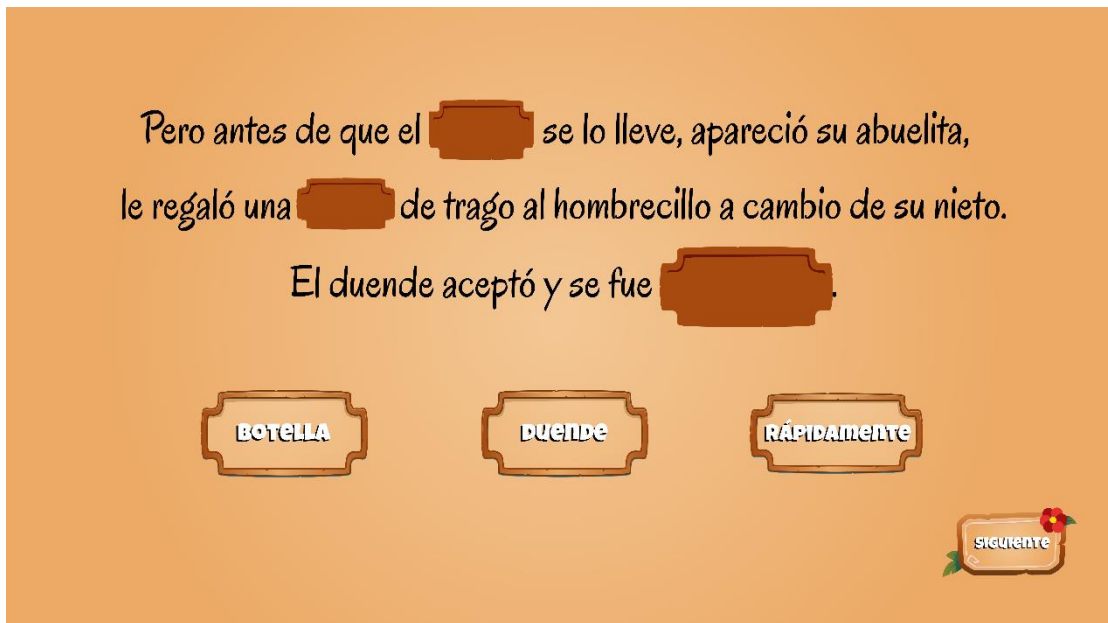 Pero antes de que el se lo lleve, apareció su abuelita,
le regaló una de trago al hombrecillo a cambio de su nieto.
El duende aceptó y se fue .
BOTELLA DUENDE RÁPIDAMENTE
SIGUIENTE